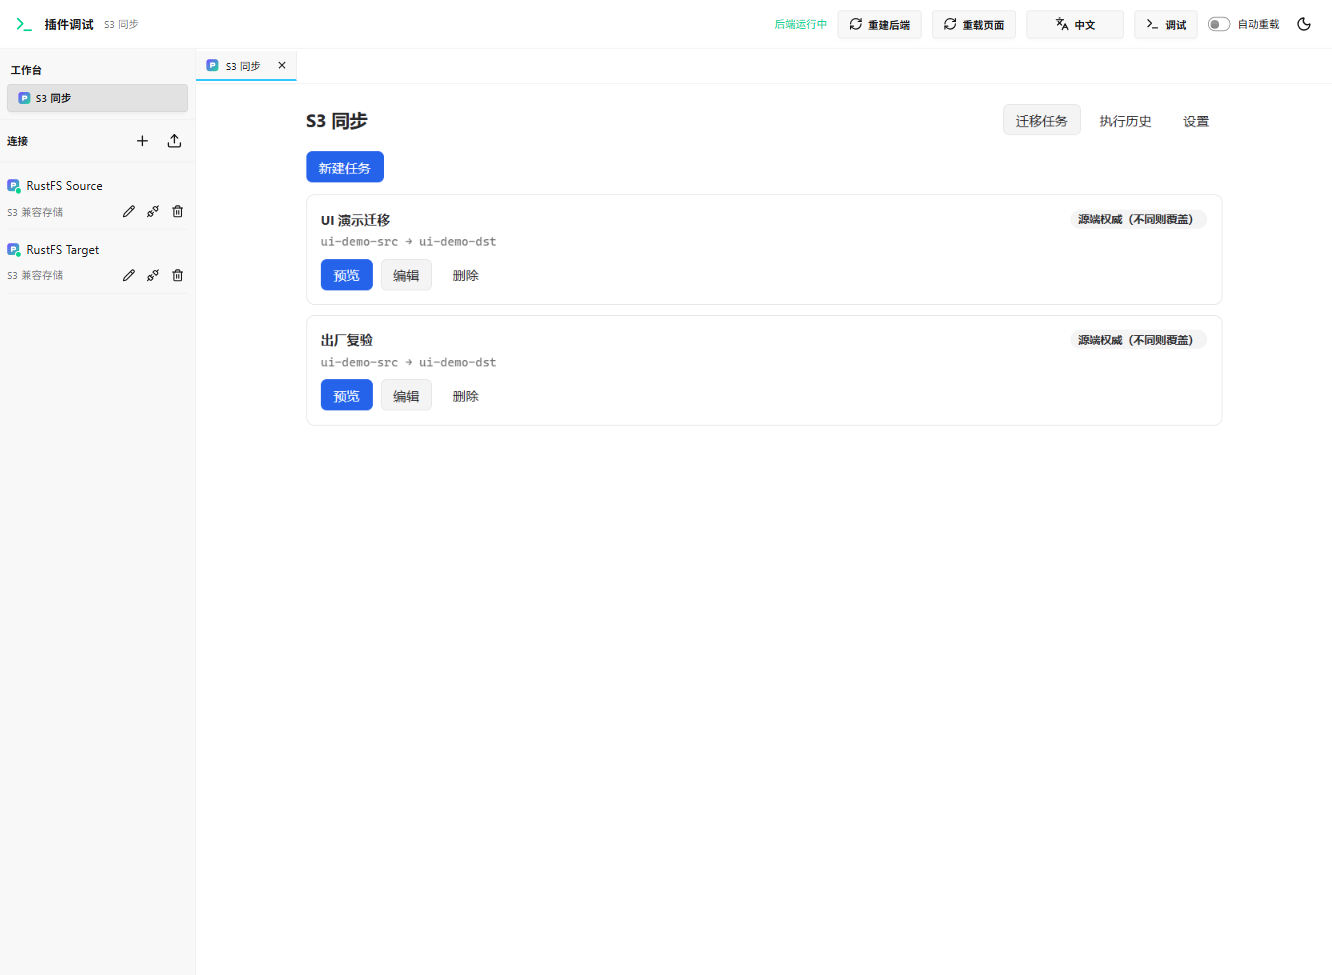 插件调试 S3 同步 后端运行中 重建后端 重载页面 中文 调试 自动重载
工作台
S3 同步
连接
RustFS Source
S3 兼容存储
RustFS Target
S3 兼容存储
S3 同步
S3 同步 迁移任务 执行历史 设置
新建任务
UI 演示迁移 源端权威（不同则覆盖）
ui-demo-src → ui-demo-dst
预览 编辑 删除
出厂复验 源端权威（不同则覆盖）
ui-demo-src → ui-demo-dst
预览 编辑 删除